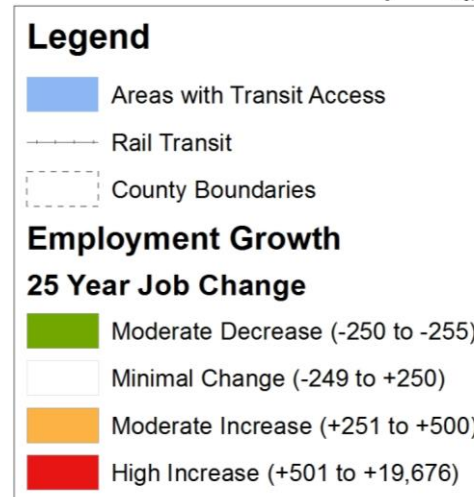 Legend
Areas with Transit Access
Rail Transit
County Boundaries
Employment Growth
25 Year Job Change
Moderate Decrease (-250 to -255)
Minimal Change (-249 to +250)
Moderate Increase (+251 to +500)
High Increase (+501 to +19,676)